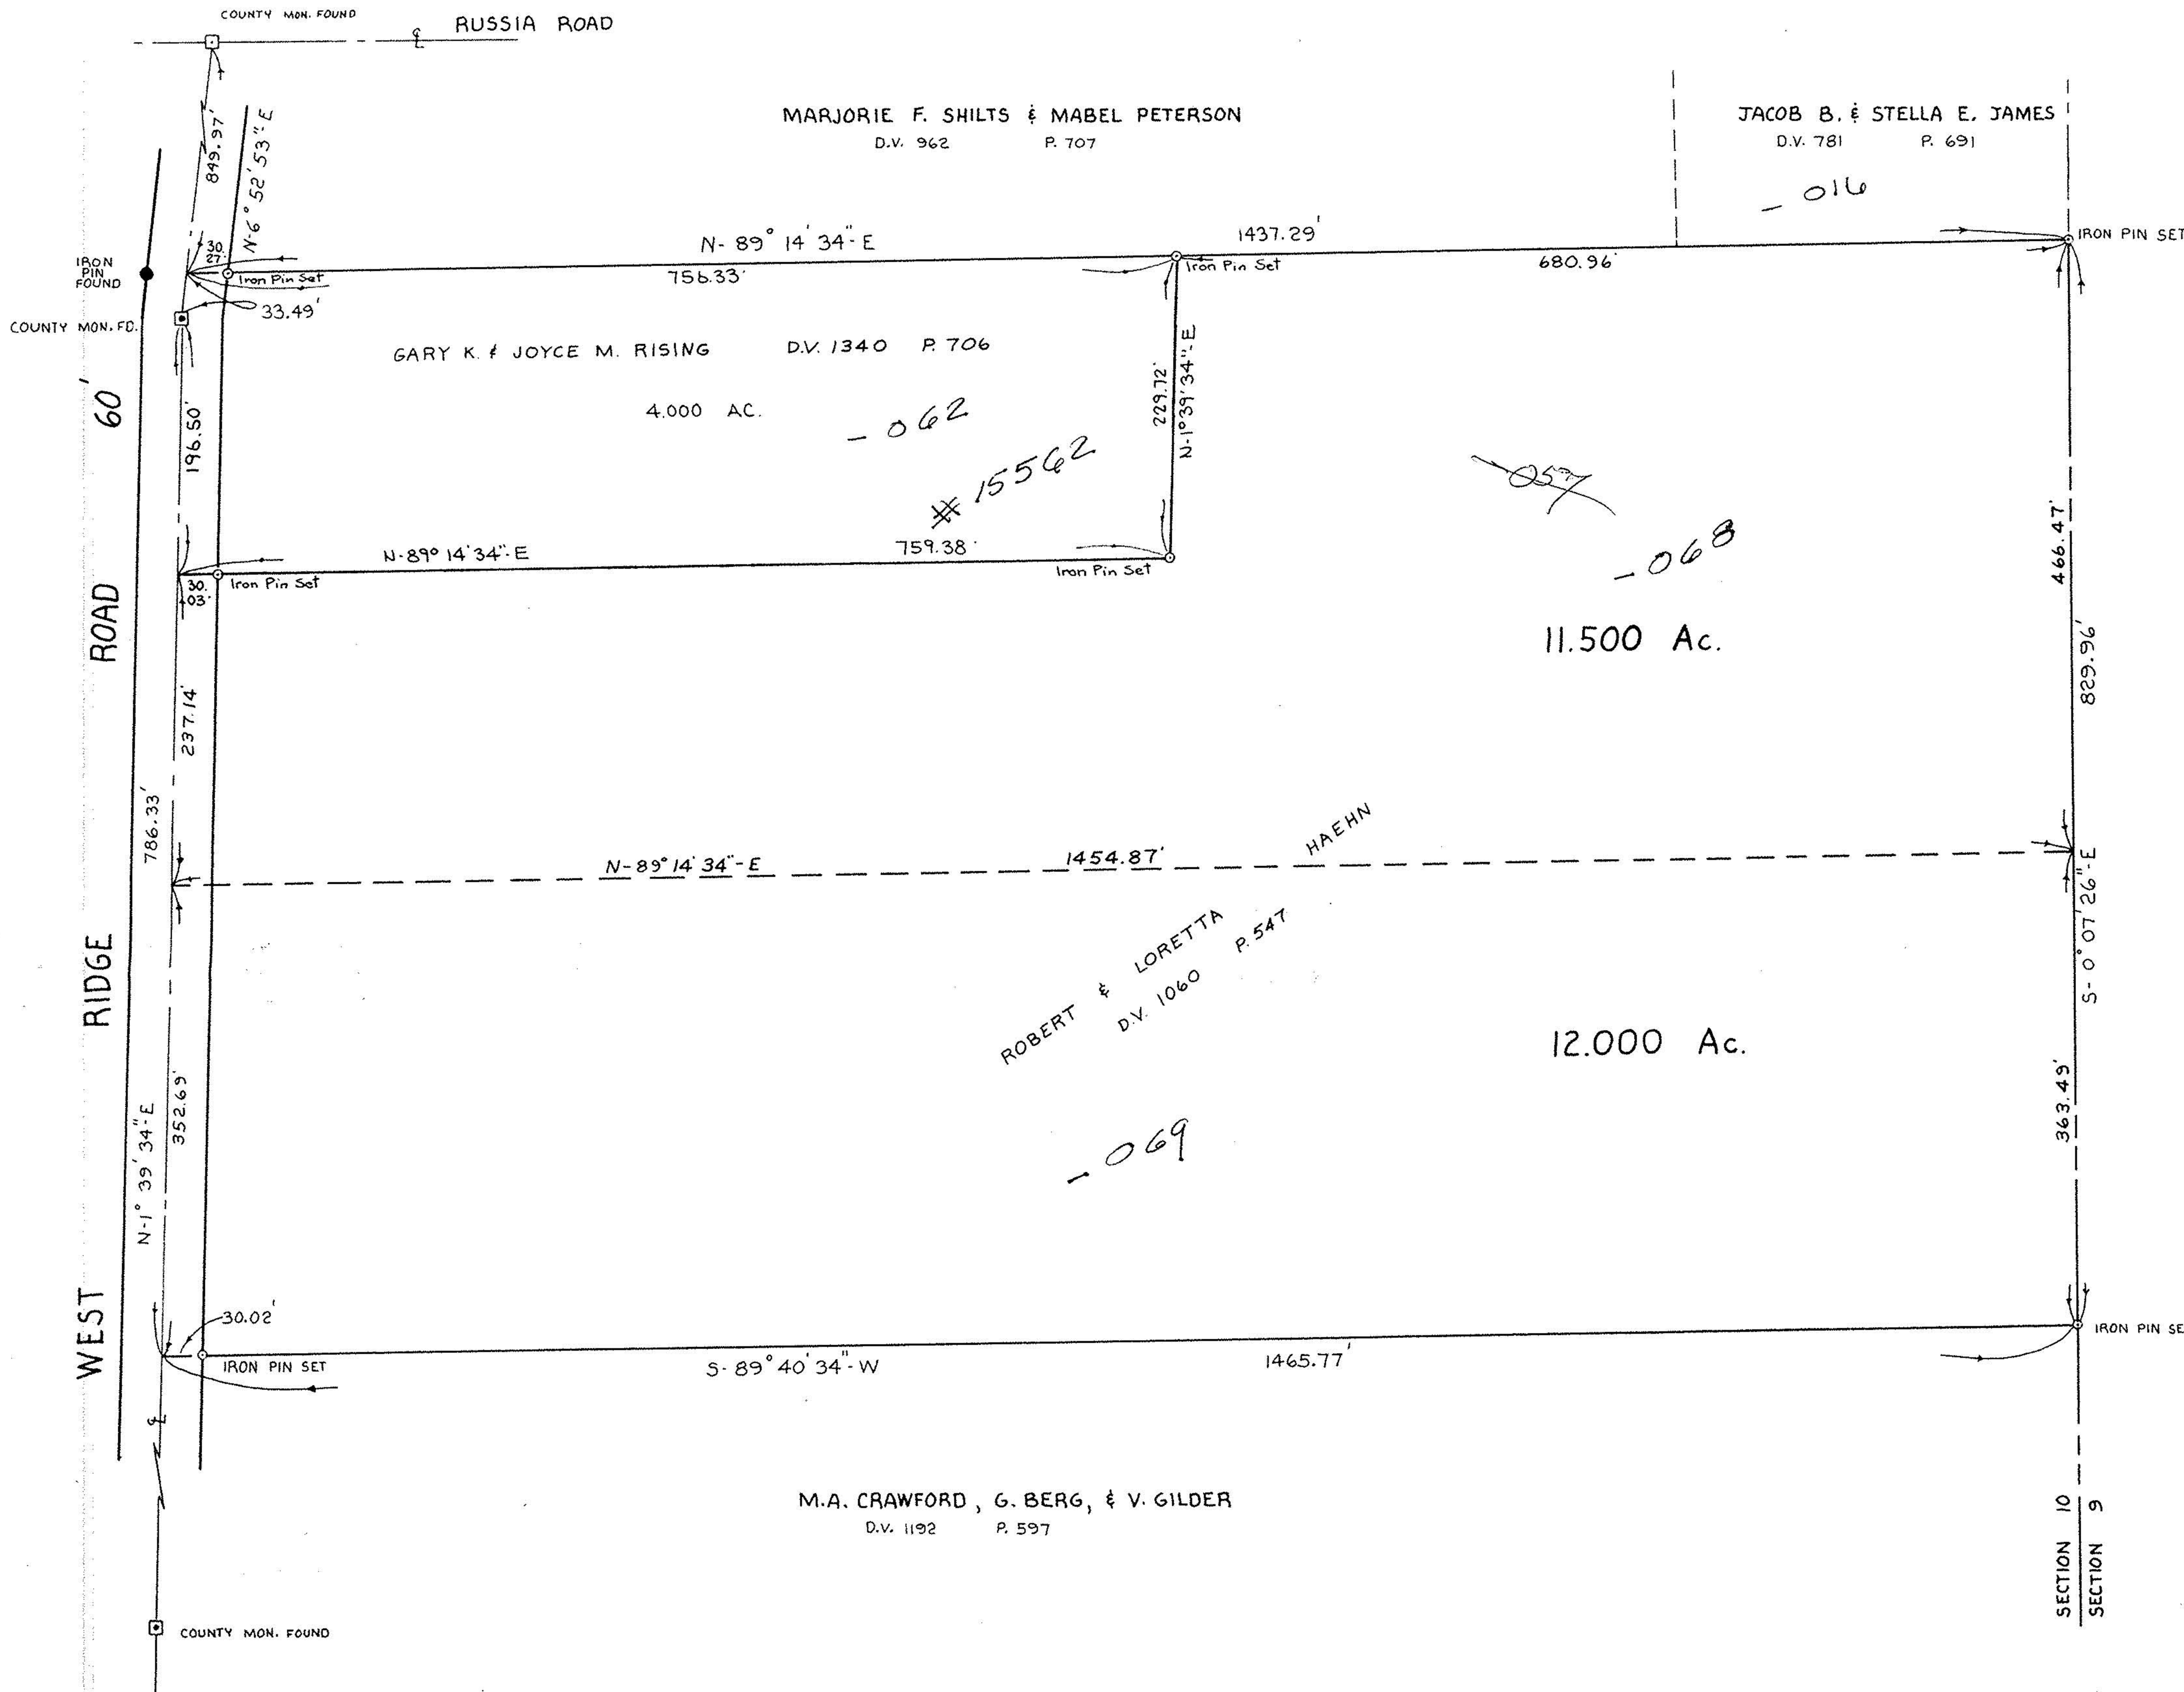 COUNTY MON. FOUND
℄ RUSSIA ROAD
849.97'
N-6° 52' 53"-E
MARJORIE F. SHILTS & MABEL PETERSON
D.V. 962 P. 707
JACOB B. & STELLA E. JAMES
D.V. 781 P. 691
- 016
N- 89° 14' 34"- E
1437.29'
IRON PIN SET
IRON
PIN
FOUND
30.
27'
Iron Pin Set
756.33'
Iron Pin Set
680.96'
33.49'
COUNTY MON. FD.
GARY K. & JOYCE M. RISING D.V. 1340 P. 706
4.000 AC.
- 062
# 15562
229.72'
N-1°39'34"-E
196.50'
057
- 068
466.47'
N-89° 14' 34"-E
759.38'
Iron Pin Set
30.
03'
Iron Pin Set
11.500 Ac.
829.96'
237.14'
786.33'
N-89° 14' 34"-E
1454.87'
S-0° 07' 26"-E
ROBERT & LORETTA HAEHN
D.V. 1060 P. 547
12.000 Ac.
363.49'
352.69'
N-1° 39' 34"-E
- 069
WEST RIDGE ROAD 60'
30.02'
IRON PIN SET
S- 89° 40' 34"- W
1465.77'
IRON PIN SE
℄
M.A. CRAWFORD, G. BERG, & V. GILDER
D.V. 1192 P. 597
SECTION 10
SECTION 9
COUNTY MON. FOUND